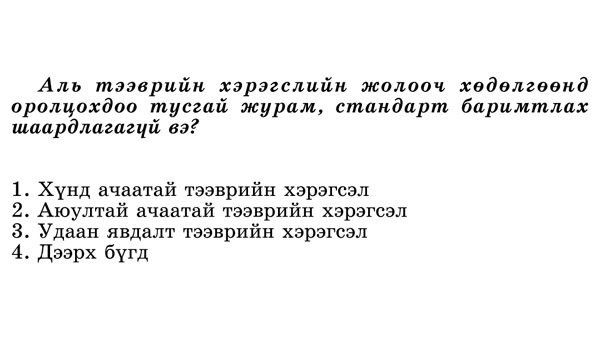 Аль тээврийн хэрэгслийн жолооч хөдөлгөөнд
оролцохдоо тусгай журам, стандарт баримтлах
шаардлагагүй вэ?
1. Хүнд ачаатай тээврийн хэрэгсэл
2. Аюултай ачаатай тээврийн хэрэгсэл
3. Удаан явдалт тээврийн хэрэгсэл
4. Дээрх бүгд